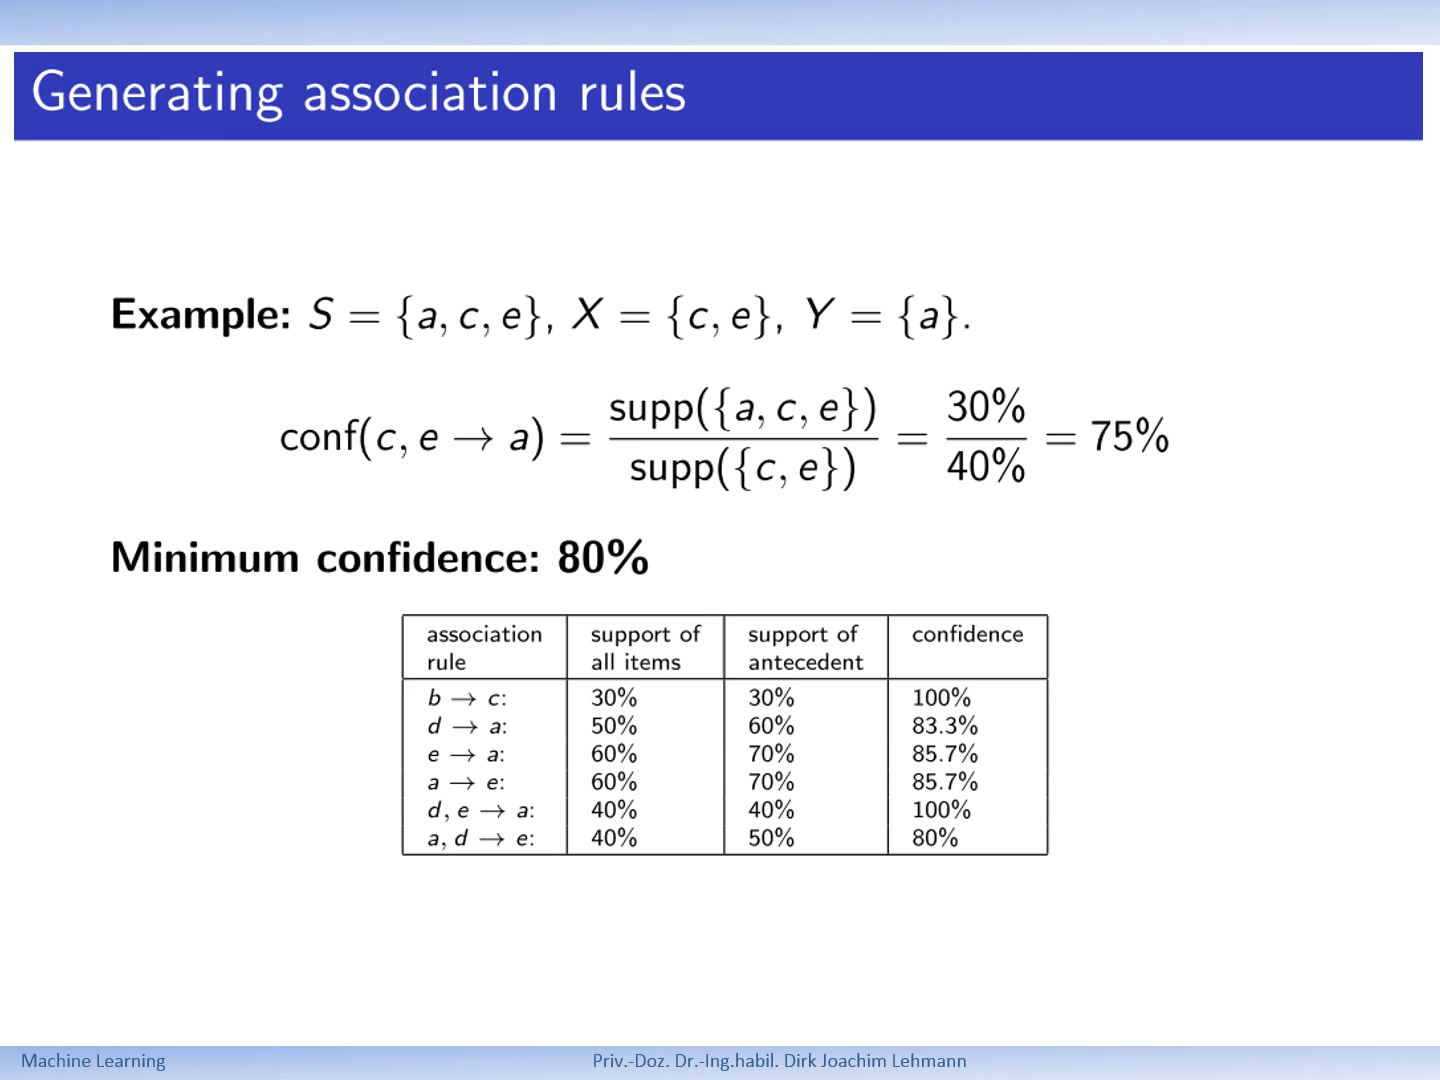 Generating association rules
Example: S = {a, c, e}, X = {c, e}, Y = {a}.
conf(c, e → a) = supp({a, c, e}) / supp({c, e}) = 30% / 40% = 75%
Minimum confidence: 80%
association rule | support of all items | support of antecedent | confidence
b → c: 30% 30% 100%
d → a: 50% 60% 83.3%
e → a: 60% 70% 85.7%
a → e: 60% 70% 85.7%
d, e → a: 40% 40% 100%
a, d → e: 40% 50% 80%
Machine Learning Priv.-Doz. Dr.-Ing.habil. Dirk Joachim Lehmann